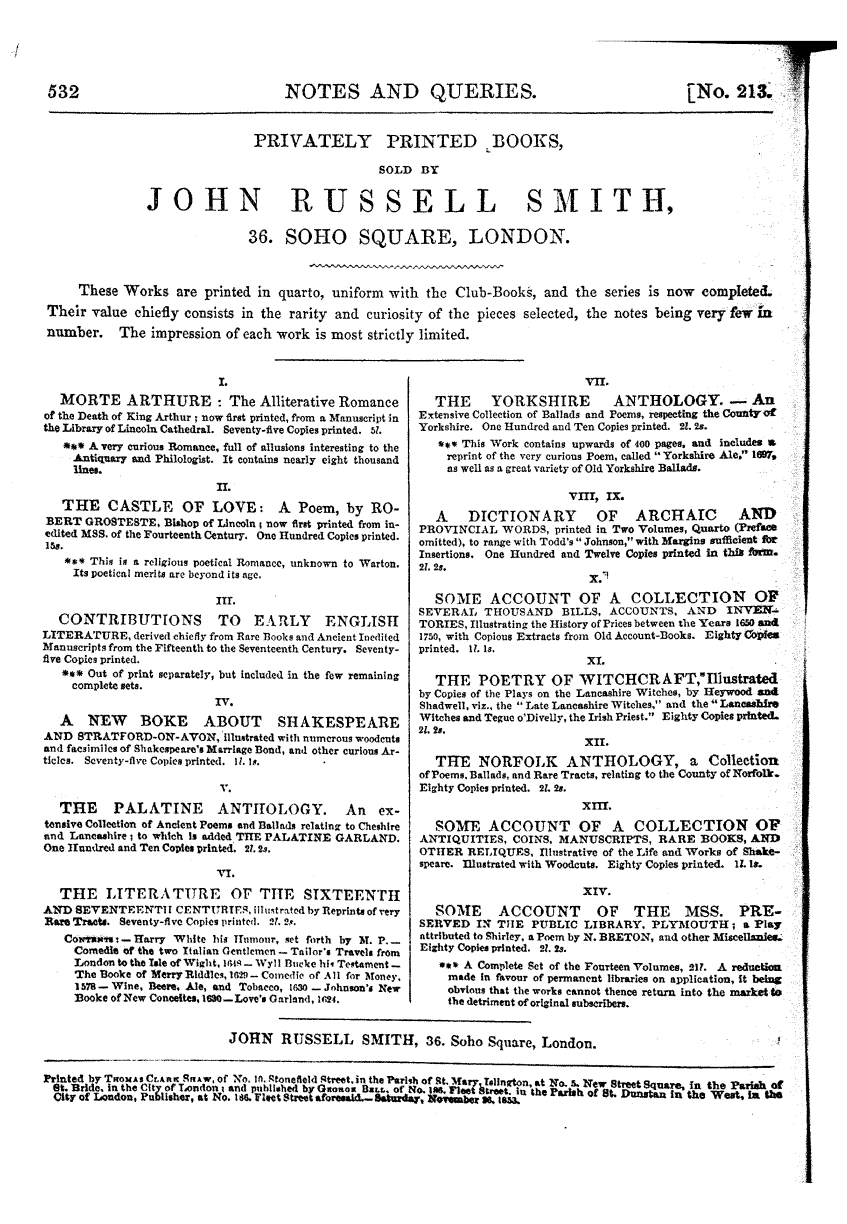 532 NOTES AND QUERIES. [No. 213.
PRIVATELY PRINTED BOOKS,
SOLD BY
JOHN RUSSELL SMITH,
36. SOHO SQUARE, LONDON.
These Works are printed in quarto, uniform with the Club-Books, and the series is now completed.
Their value chiefly consists in the rarity and curiosity of the pieces selected, the notes being very few in
number. The impression of each work is most strictly limited.
I.
MORTE ARTHURE : The Alliterative Romance
of the Death of King Arthur ; now first printed, from a Manuscript in
the Library of Lincoln Cathedral. Seventy-five Copies printed. 5l.
*** A very curious Romance, full of allusions interesting to the
Antiquary and Philologist. It contains nearly eight thousand
lines.
II.
THE CASTLE OF LOVE: A Poem, by RO-
BERT GROSTESTE, Bishop of Lincoln ; now first printed from in-
edited MSS. of the Fourteenth Century. One Hundred Copies printed.
15s.
*** This is a religious poetical Romance, unknown to Warton.
Its poetical merits are beyond its age.
III.
CONTRIBUTIONS TO EARLY ENGLISH
LITERATURE, derived chiefly from Rare Books and Ancient Inedited
Manuscripts from the Fifteenth to the Seventeenth Century. Seventy-
five Copies printed.
*** Out of print separately, but included in the few remaining
complete sets.
IV.
A NEW BOKE ABOUT SHAKESPEARE
AND STRATFORD-ON-AVON, illustrated with numerous woodcuts
and facsimiles of Shakespeare's Marriage Bond, and other curious Ar-
ticles. Seventy-five Copies printed. 1l. 1s.
V.
THE PALATINE ANTHOLOGY. An ex-
tensive Collection of Ancient Poems and Ballads relating to Cheshire
and Lancashire ; to which is added THE PALATINE GARLAND.
One Hundred and Ten Copies printed. 2l. 2s.
VI.
THE LITERATURE OF THE SIXTEENTH
AND SEVENTEENTH CENTURIES, illustrated by Reprints of very
Rare Tracts. Seventy-five Copies printed. 2l. 2s.
CONTENTS : — Harry White his Humour, set forth by M. P. —
Comedie of the two Italian Gentlemen — Tailor's Travels from
London to the Isle of Wight, 1648 — Wyll Bucke his Testament —
The Booke of Merry Riddles, 1629 — Comedie of All for Money,
1578 — Wine, Beere, Ale, and Tobacco, 1630 — Johnson's New
Booke of New Conceites, 1630 — Love's Garland, 1624.
VII.
THE YORKSHIRE ANTHOLOGY. — An
Extensive Collection of Ballads and Poems, respecting the County of
Yorkshire. One Hundred and Ten Copies printed. 2l. 2s.
*** This Work contains upwards of 400 pages, and includes a
reprint of the very curious Poem, called "Yorkshire Ale," 1697,
as well as a great variety of Old Yorkshire Ballads.
VIII, IX.
A DICTIONARY OF ARCHAIC AND
PROVINCIAL WORDS, printed in Two Volumes, Quarto (Preface
omitted), to range with Todd's "Johnson," with Margins sufficient for
Insertions. One Hundred and Twelve Copies printed in this form.
2l. 2s.
X.
SOME ACCOUNT OF A COLLECTION OF
SEVERAL THOUSAND BILLS, ACCOUNTS, AND INVEN-
TORIES, Illustrating the History of Prices between the Years 1650 and
1750, with Copious Extracts from Old Account-Books. Eighty Copies
printed. 1l. 1s.
XI.
THE POETRY OF WITCHCRAFT, Illustrated
by Copies of the Plays on the Lancashire Witches, by Heywood and
Shadwell, viz., the "Late Lancashire Witches," and the "Lancashire
Witches and Tegue o'Divelly, the Irish Priest." Eighty Copies printed.
2l. 2s.
XII.
THE NORFOLK ANTHOLOGY, a Collection
of Poems, Ballads, and Rare Tracts, relating to the County of Norfolk.
Eighty Copies printed. 2l. 2s.
XIII.
SOME ACCOUNT OF A COLLECTION OF
ANTIQUITIES, COINS, MANUSCRIPTS, RARE BOOKS, AND
OTHER RELIQUES, Illustrative of the Life and Works of Shake-
speare. Illustrated with Woodcuts. Eighty Copies printed. 1l. 1s.
XIV.
SOME ACCOUNT OF THE MSS. PRE-
SERVED IN THE PUBLIC LIBRARY, PLYMOUTH ; a Play
attributed to Shirley, a Poem by N. BRETON, and other Miscellanies.
Eighty Copies printed. 2l. 2s.
*** A Complete Set of the Fourteen Volumes, 21l. A reduction
made in favour of permanent libraries on application, it being
obvious that the works cannot thence return into the market to
the detriment of original subscribers.
JOHN RUSSELL SMITH, 36. Soho Square, London.
Printed by THOMAS CLARK SHAW, of No. 10. Stonefield Street, in the Parish of St. Mary, Islington, at No. 5. New Street Square, in the Parish of
St. Bride, in the City of London ; and published by GEORGE BELL, of No. 186. Fleet Street, in the Parish of St. Dunstan in the West, in the
City of London, Publisher, at No. 186. Fleet Street aforesaid.— Saturday, November 26, 1853.